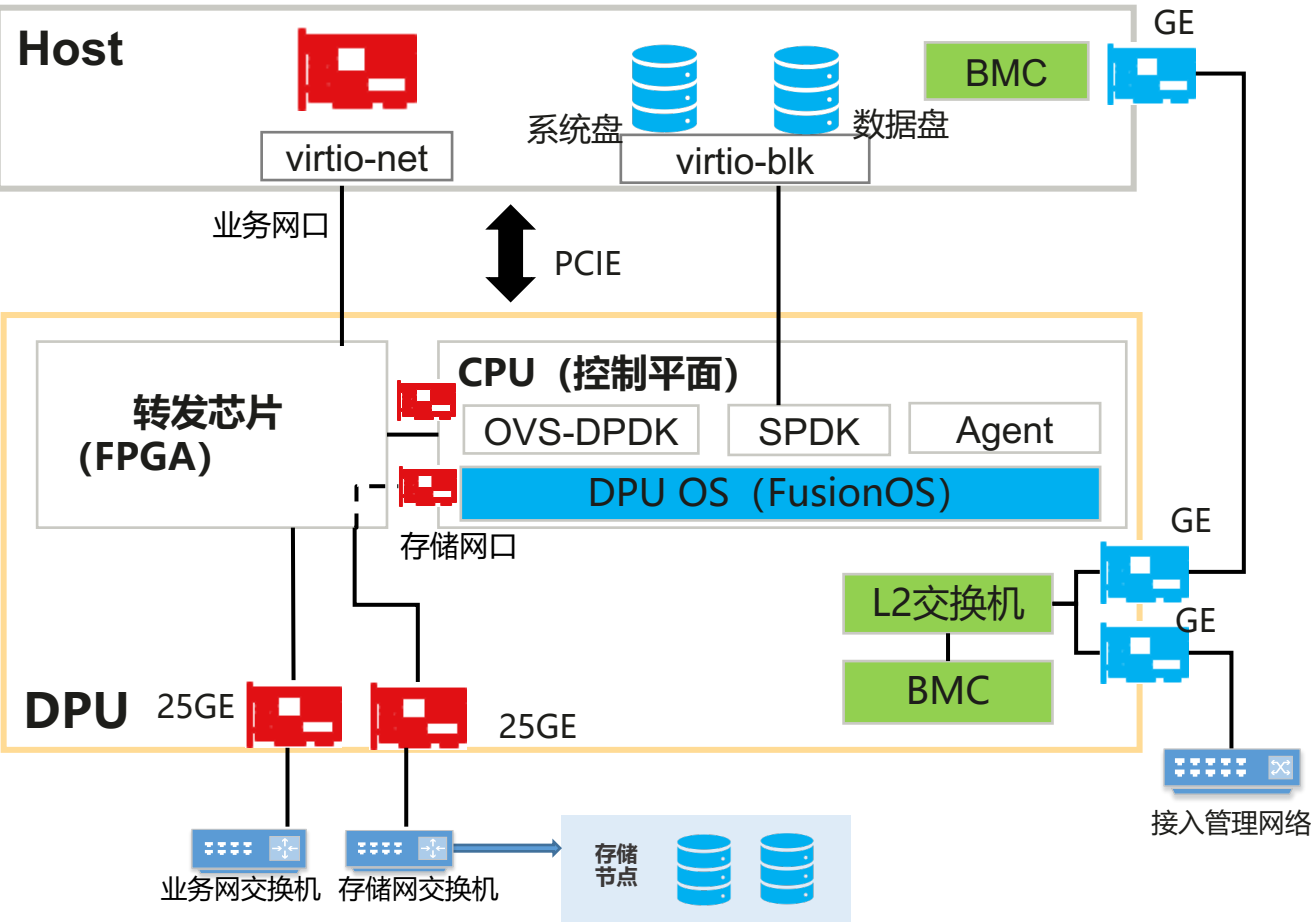 Host
GE
BMC
系统盘
数据盘
virtio-net
virtio-blk
业务网口
PCIE
CPU（控制平面）
转发芯片
（FPGA）
OVS-DPDK
SPDK
Agent
DPU OS（FusionOS）
存储网口
GE
L2交换机
GE
BMC
DPU
25GE
25GE
接入管理网络
存储
节点
业务网交换机
存储网交换机